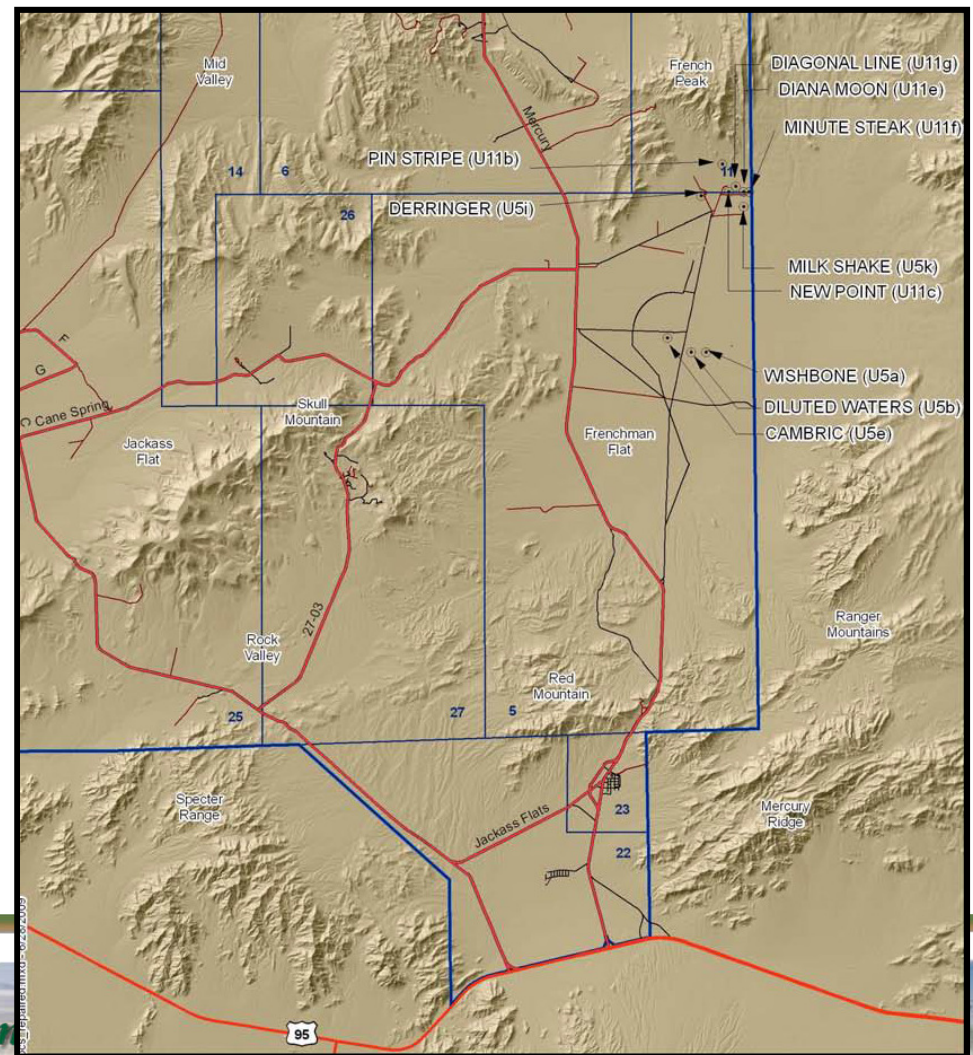 Mid
Valley
French
Peak
DIAGONAL LINE (U11g)
DIANA MOON (U11e)
MINUTE STEAK (U11f)
Mercury
PIN STRIPE (U11b)
14
6
11
DERRINGER (U5i)
26
MILK SHAKE (U5k)
NEW POINT (U11c)
F
G
WISHBONE (U5a)
DILUTED WATERS (U5b)
CAMBRIC (U5e)
C
Cane Spring
Skull
Mountain
Jackass
Flat
Frenchman
Flat
27-03
Ranger
Mountains
Rock
Valley
Red
Mountain
25
27
5
Specter
Range
Mercury
Ridge
23
Jackass Flats
22
95